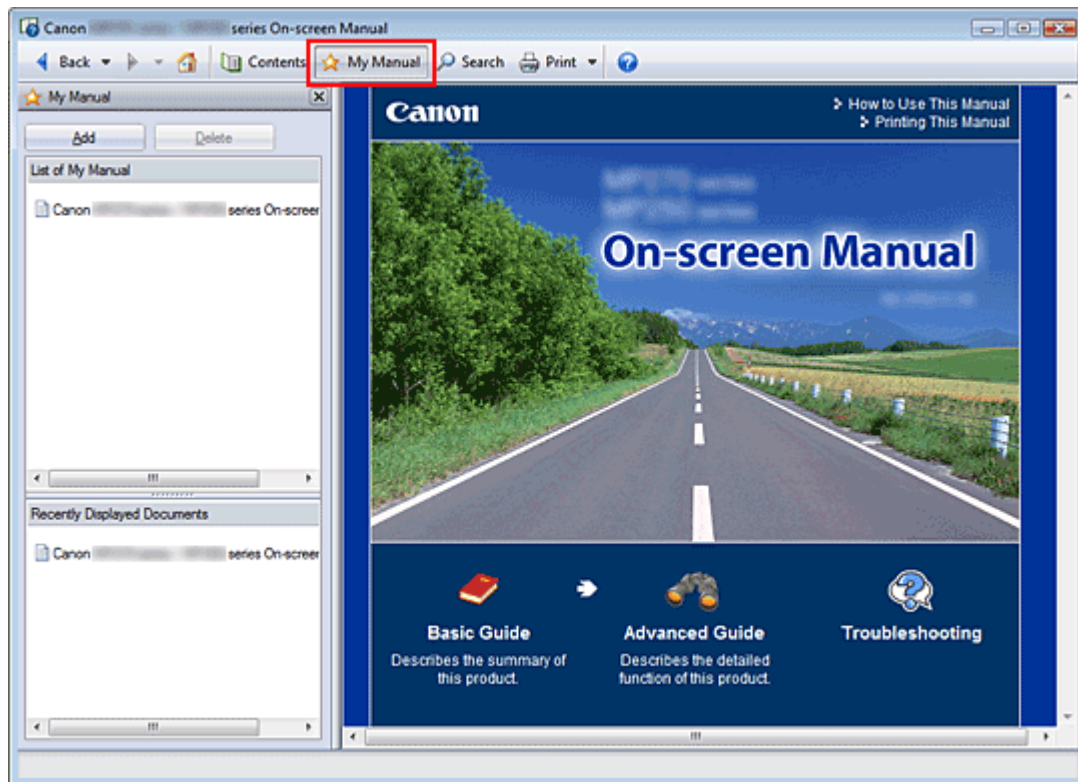 Canon series On-screen Manual
Back Contents My Manual Search Print
My Manual
Add Delete
List of My Manual
Canon series On-screen
Recently Displayed Documents
Canon series On-screen
Canon
How to Use This Manual
Printing This Manual
series
series
On-screen Manual
Basic Guide
Describes the summary of
this product.
Advanced Guide
Describes the detailed
function of this product.
Troubleshooting